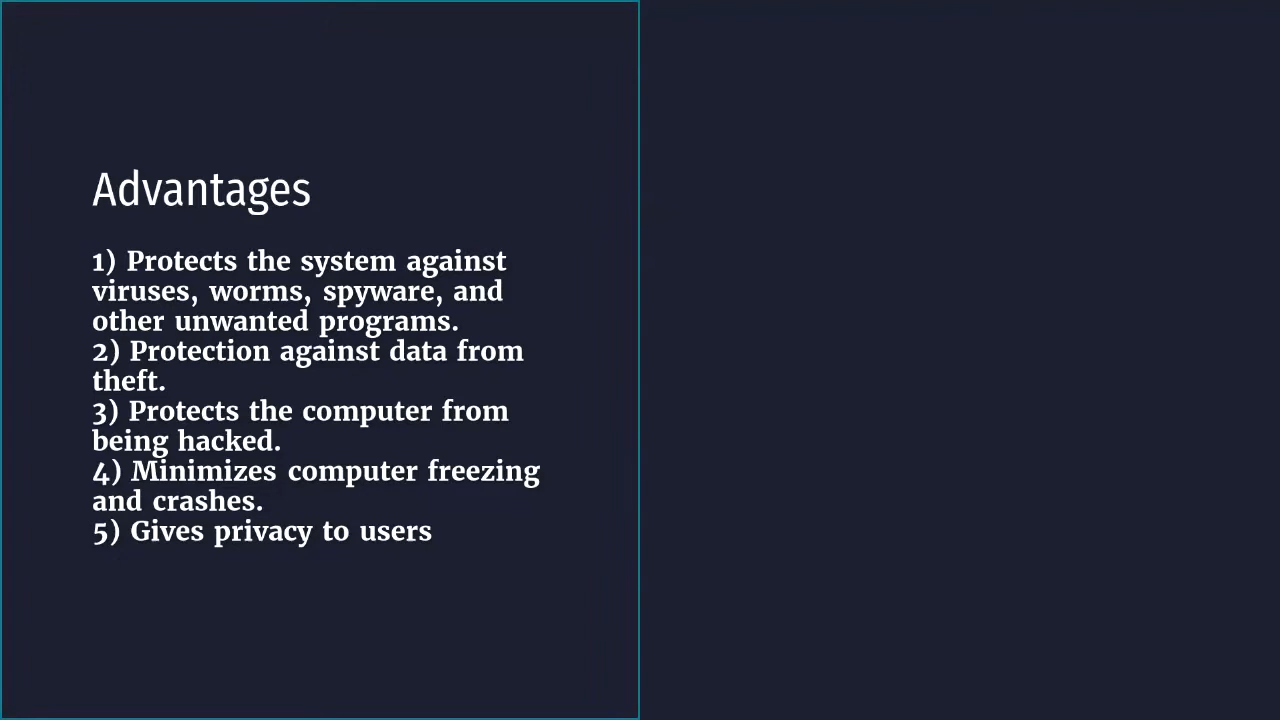 Advantages
1) Protects the system against
viruses, worms, spyware, and
other unwanted programs.
2) Protection against data from
theft.
3) Protects the computer from
being hacked.
4) Minimizes computer freezing
and crashes.
5) Gives privacy to users